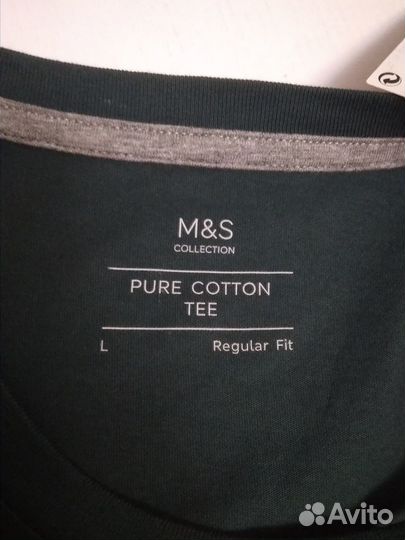 M&S
COLLECTION
PURE COTTON
TEE
L Regular Fit
Avito